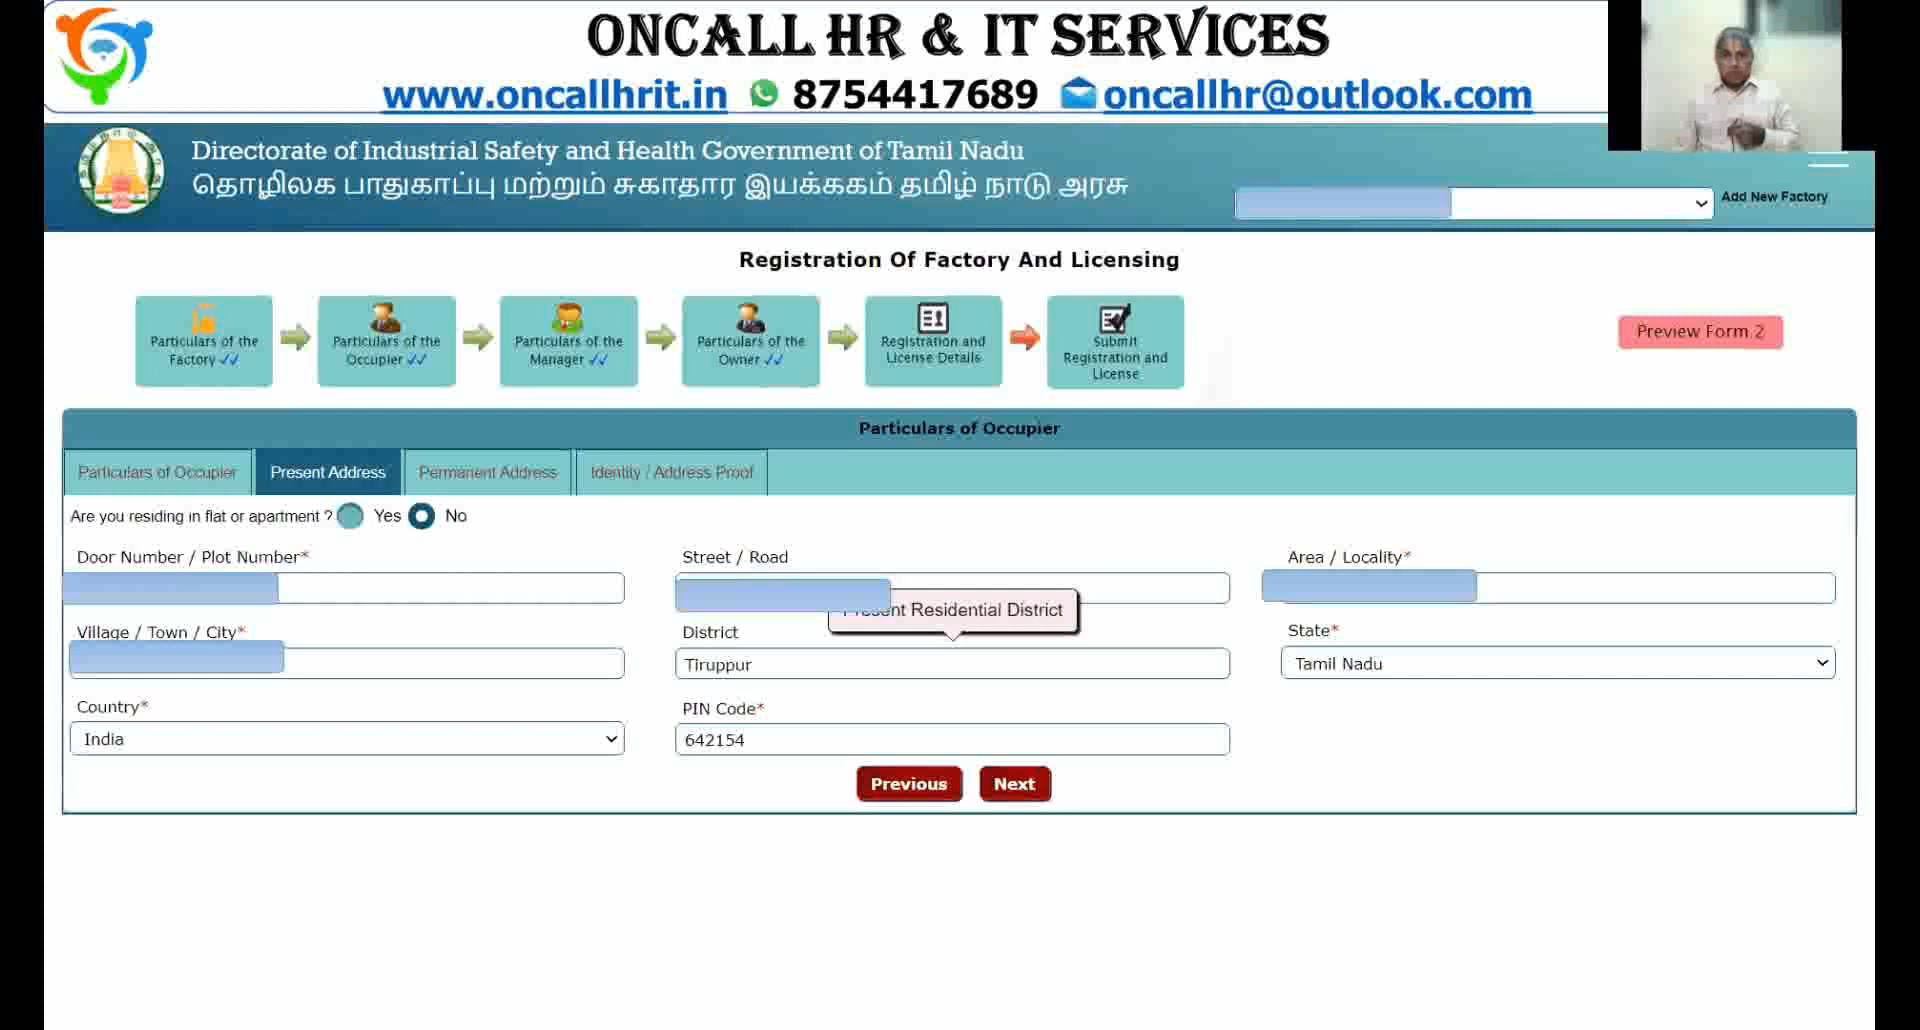 ONCALL HR & IT SERVICES
www.oncallhrit.in 8754417689 oncallhr@outlook.com
Directorate of Industrial Safety and Health Government of Tamil Nadu
தொழிலக பாதுகாப்பு மற்றும் சுகாதார இயக்ககம் தமிழ் நாடு அரசு
Add New Factory
Registration Of Factory And Licensing
Particulars of the Factory
Particulars of the Occupier
Particulars of the Manager
Particulars of the Owner
Registration and License Details
Submit Registration and License
Preview Form 2
Particulars of Occupier
Particulars of Occupier Present Address Permanent Address Identity / Address Proof
Are you residing in flat or apartment ? Yes No
Door Number / Plot Number* Street / Road Area / Locality*
Residential District
Village / Town / City* District State*
Tiruppur Tamil Nadu
Country* PIN Code*
India 642154
Previous Next